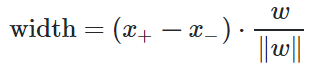 width = (x₊ − x₋) · w / ‖w‖